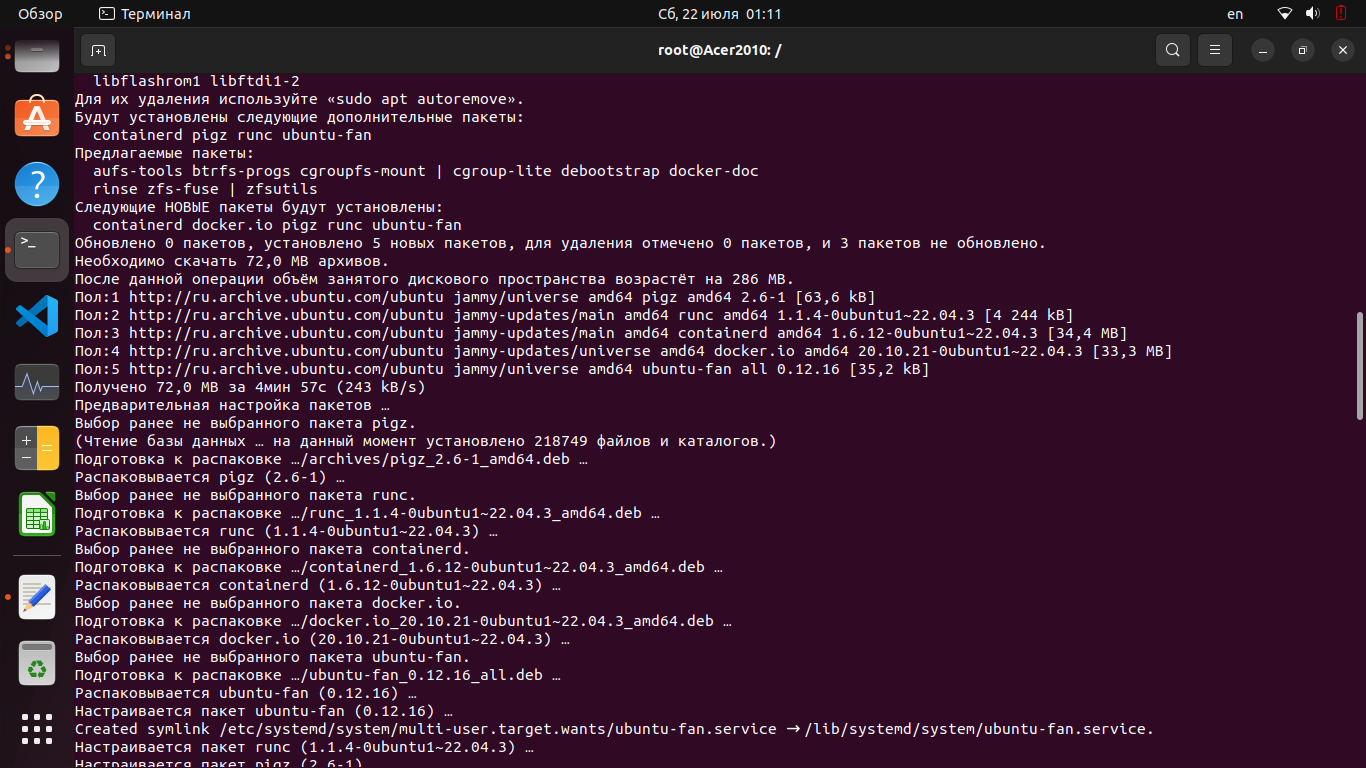 Обзор
Терминал
Сб, 22 июля 01:11
en
root@Acer2010: /
libflashrom1 libftdi1-2
Для их удаления используйте «sudo apt autoremove».
Будут установлены следующие дополнительные пакеты:
containerd pigz runc ubuntu-fan
Предлагаемые пакеты:
aufs-tools btrfs-progs cgroupfs-mount | cgroup-lite debootstrap docker-doc
rinse zfs-fuse | zfsutils
Следующие НОВЫЕ пакеты будут установлены:
containerd docker.io pigz runc ubuntu-fan
Обновлено 0 пакетов, установлено 5 новых пакетов, для удаления отмечено 0 пакетов, и 3 пакетов не обновлено.
Необходимо скачать 72,0 MB архивов.
После данной операции объём занятого дискового пространства возрастёт на 286 MB.
Пол:1 http://ru.archive.ubuntu.com/ubuntu jammy/universe amd64 pigz amd64 2.6-1 [63,6 kB]
Пол:2 http://ru.archive.ubuntu.com/ubuntu jammy-updates/main amd64 runc amd64 1.1.4-0ubuntu1~22.04.3 [4 244 kB]
Пол:3 http://ru.archive.ubuntu.com/ubuntu jammy-updates/main amd64 containerd amd64 1.6.12-0ubuntu1~22.04.3 [34,4 MB]
Пол:4 http://ru.archive.ubuntu.com/ubuntu jammy-updates/universe amd64 docker.io amd64 20.10.21-0ubuntu1~22.04.3 [33,3 MB]
Пол:5 http://ru.archive.ubuntu.com/ubuntu jammy/universe amd64 ubuntu-fan all 0.12.16 [35,2 kB]
Получено 72,0 MB за 4мин 57с (243 kB/s)
Предварительная настройка пакетов …
Выбор ранее не выбранного пакета pigz.
(Чтение базы данных … на данный момент установлено 218749 файлов и каталогов.)
Подготовка к распаковке …/archives/pigz_2.6-1_amd64.deb …
Распаковывается pigz (2.6-1) …
Выбор ранее не выбранного пакета runc.
Подготовка к распаковке …/runc_1.1.4-0ubuntu1~22.04.3_amd64.deb …
Распаковывается runc (1.1.4-0ubuntu1~22.04.3) …
Выбор ранее не выбранного пакета containerd.
Подготовка к распаковке …/containerd_1.6.12-0ubuntu1~22.04.3_amd64.deb …
Распаковывается containerd (1.6.12-0ubuntu1~22.04.3) …
Выбор ранее не выбранного пакета docker.io.
Подготовка к распаковке …/docker.io_20.10.21-0ubuntu1~22.04.3_amd64.deb …
Распаковывается docker.io (20.10.21-0ubuntu1~22.04.3) …
Выбор ранее не выбранного пакета ubuntu-fan.
Подготовка к распаковке …/ubuntu-fan_0.12.16_all.deb …
Распаковывается ubuntu-fan (0.12.16) …
Настраивается пакет ubuntu-fan (0.12.16) …
Created symlink /etc/systemd/system/multi-user.target.wants/ubuntu-fan.service → /lib/systemd/system/ubuntu-fan.service.
Настраивается пакет runc (1.1.4-0ubuntu1~22.04.3) …
Настраивается пакет pigz (2.6-1)